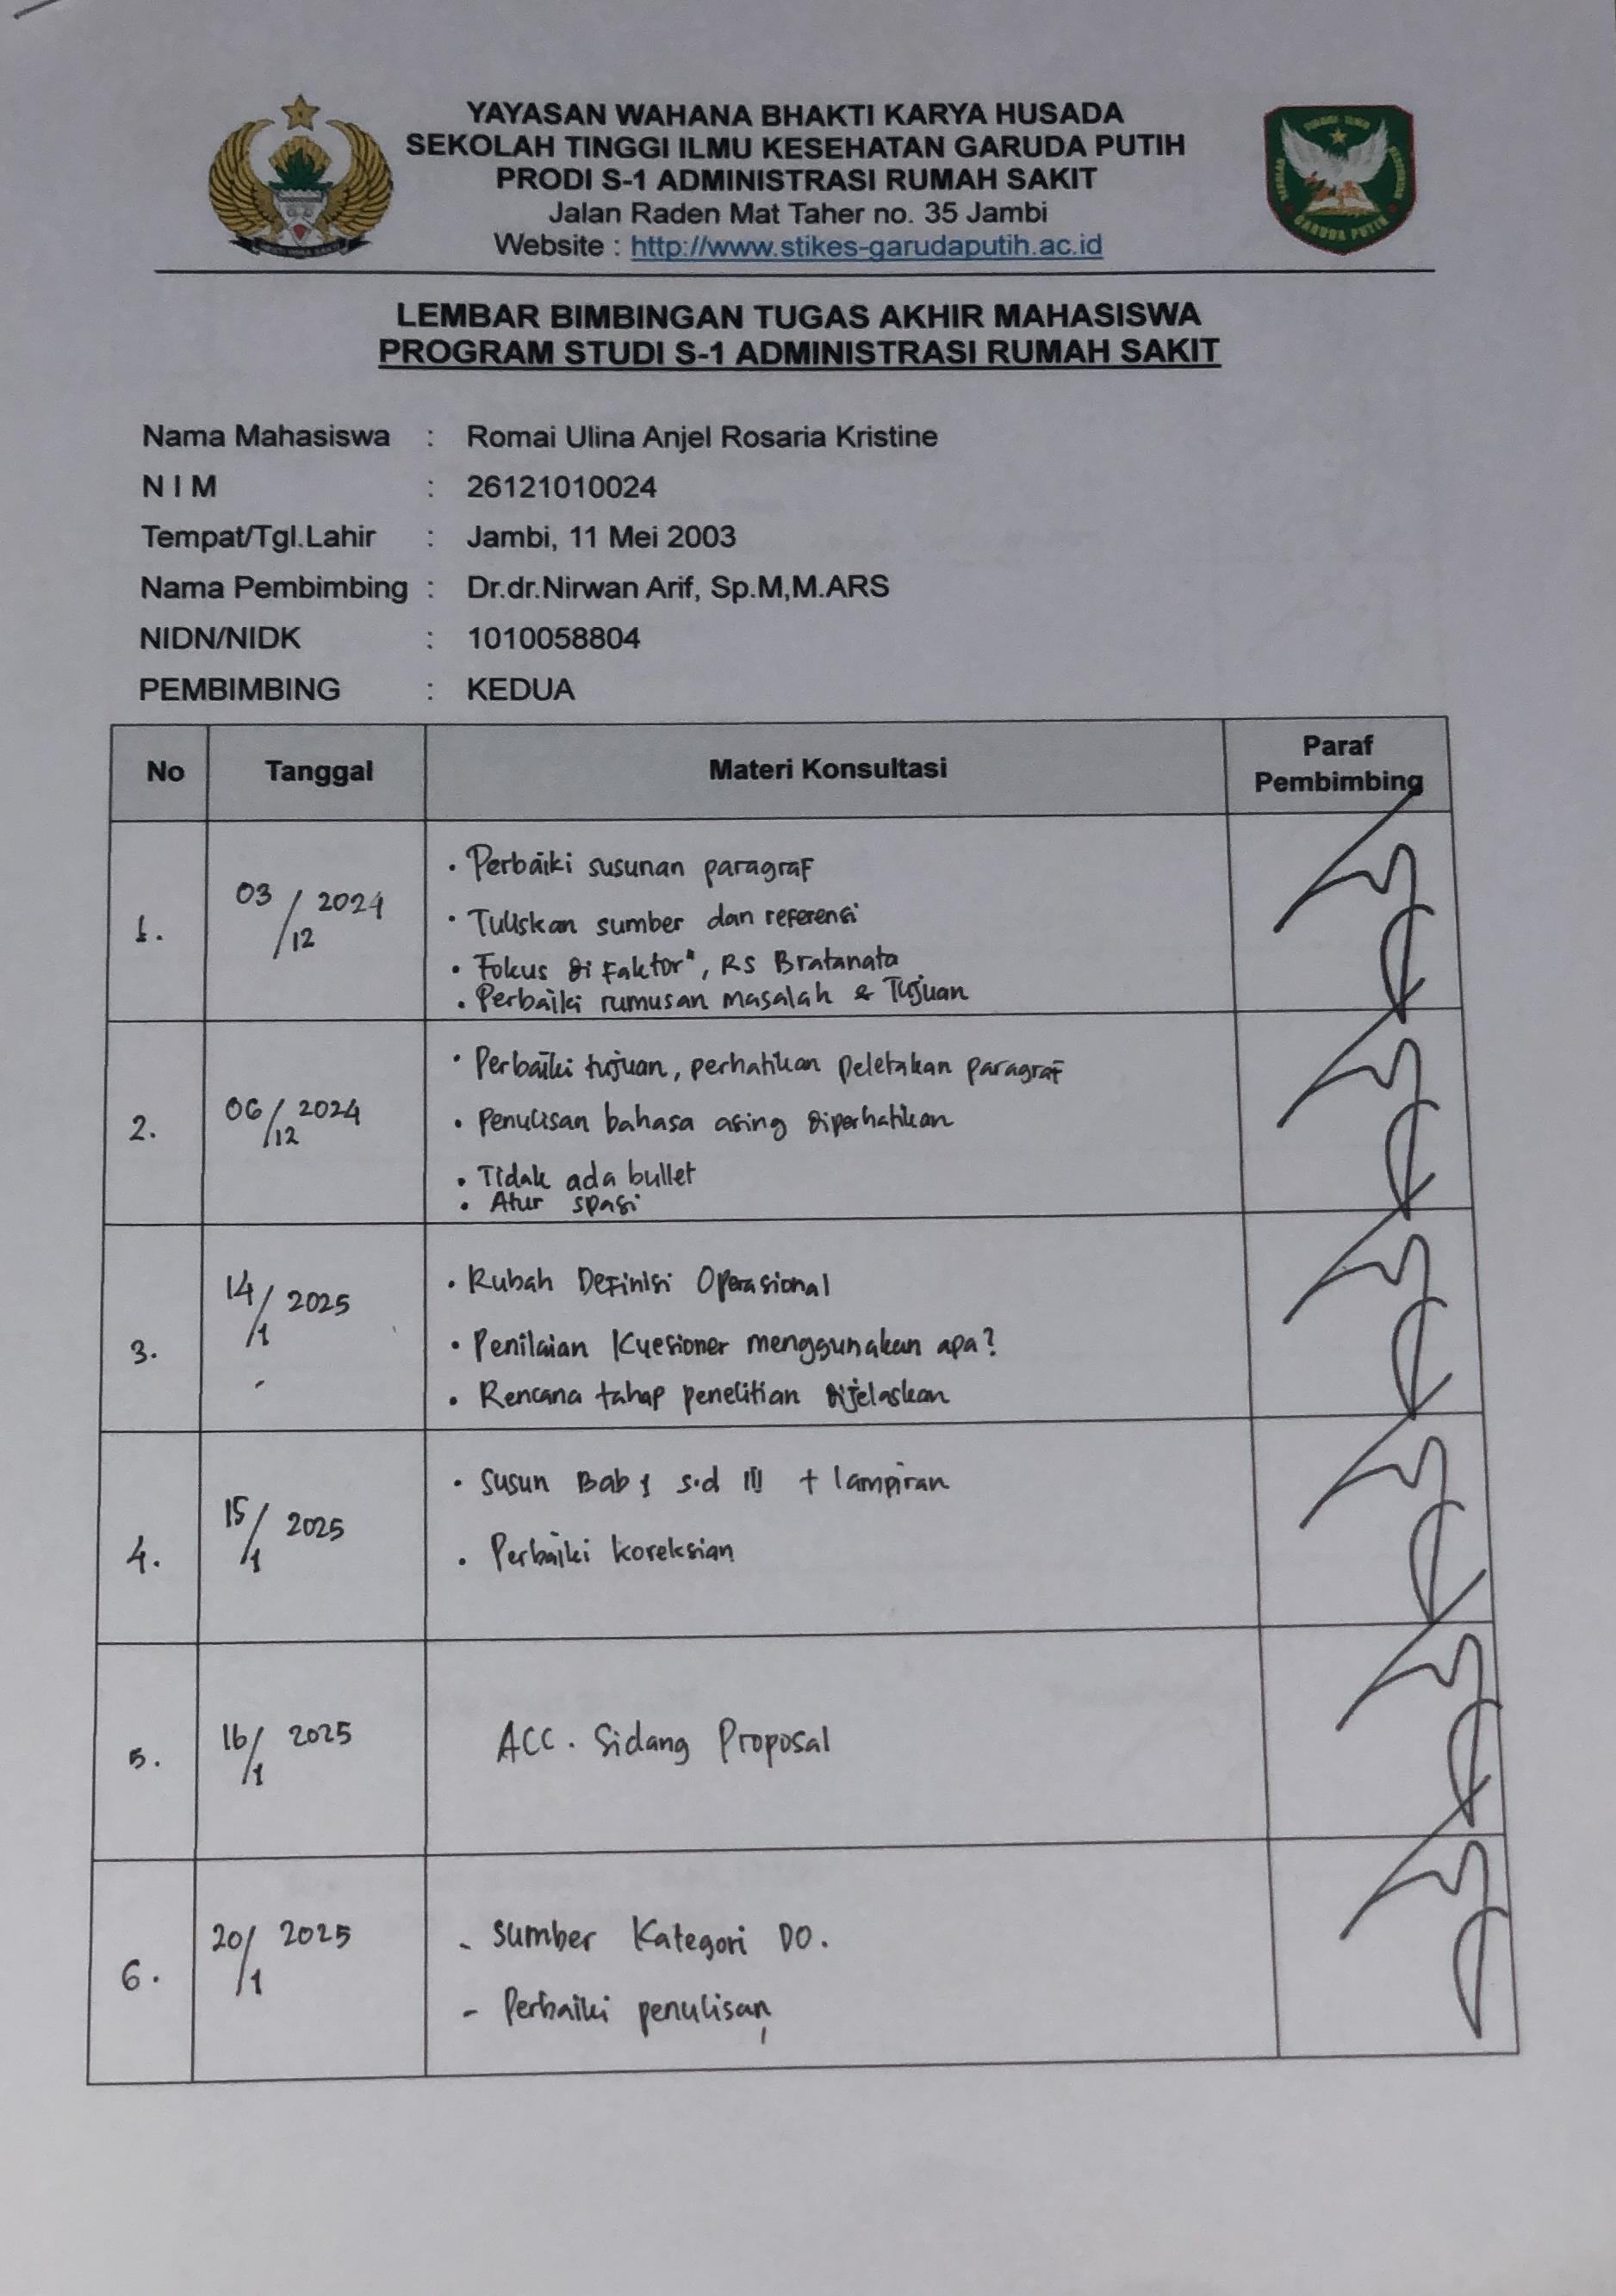 YAYASAN WAHANA BHAKTI KARYA HUSADA
SEKOLAH TINGGI ILMU KESEHATAN GARUDA PUTIH
PRODI S-1 ADMINISTRASI RUMAH SAKIT
Jalan Raden Mat Taher no. 35 Jambi
Website : http://www.stikes-garudaputih.ac.id
GARUDA PUTIH
LEMBAR BIMBINGAN TUGAS AKHIR MAHASISWA
PROGRAM STUDI S-1 ADMINISTRASI RUMAH SAKIT
Nama Mahasiswa : Romai Ulina Anjel Rosaria Kristine
N I M : 26121010024
Tempat/Tgl.Lahir : Jambi, 11 Mei 2003
Nama Pembimbing : Dr.dr.Nirwan Arif, Sp.M,M.ARS
NIDN/NIDK : 1010058804
PEMBIMBING : KEDUA
No Tanggal Materi Konsultasi Paraf Pembimbing
1. 03/12 2024
• Perbaiki susunan paragraf
• Tuliskan sumber dan referensi
• Fokus di Faktor", RS Bratanata
• Perbaiki rumusan masalah & Tujuan
2. 06/12 2024
• Perbaiki tujuan, perhatikan peletakan paragraf
• Penulisan bahasa asing diperhatikan
• Tidak ada bullet
• Atur spasi
3. 14/1 2025
• Rubah Definisi Operasional
• Penilaian Kuesioner menggunakan apa?
• Rencana tahap penelitian dijelaskan
4. 15/1 2025
• Susun Bab 1 s.d III + lampiran
• Perbaiki koreksian
5. 16/1 2025
ACC. Sidang Proposal
6. 20/1 2025
- Sumber Kategori DO.
- Perbaiki penulisan